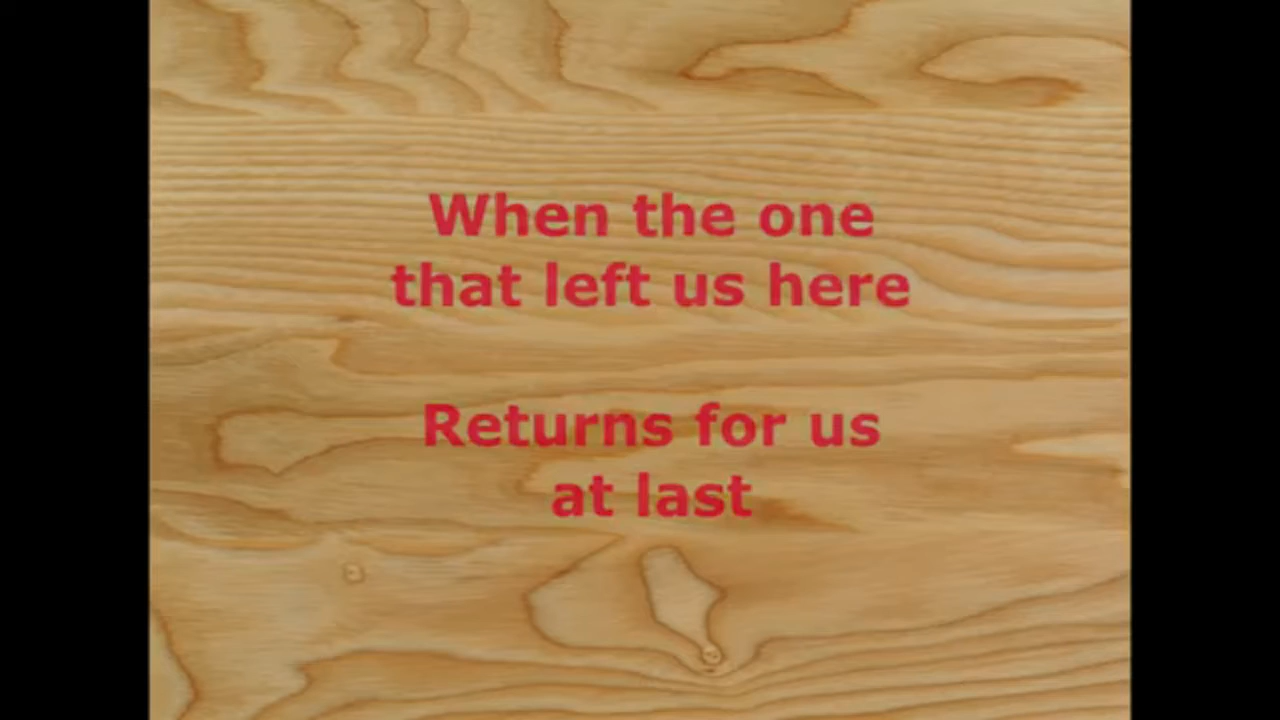 When the one
that left us here
Returns for us
at last